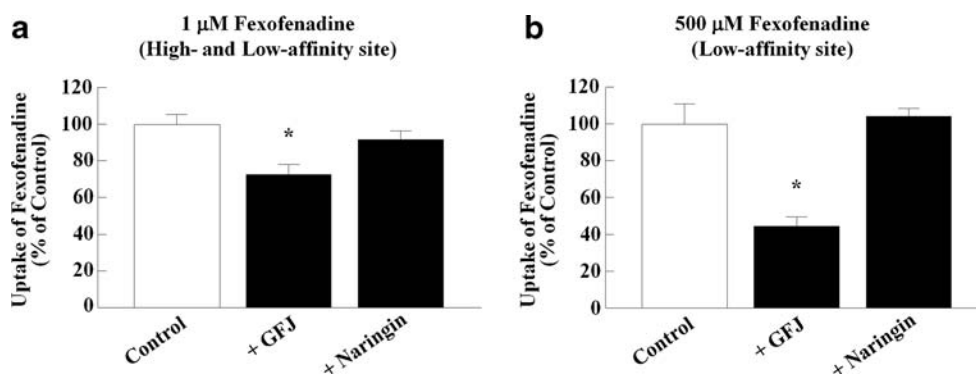 a
1 μM Fexofenadine
(High- and Low-affinity site)
Uptake of Fexofenadine
(% of Control)
120
100
80
60
40
20
0
*
Control
+ GFJ
+ Naringin
b
500 μM Fexofenadine
(Low-affinity site)
Uptake of Fexofenadine
(% of Control)
120
100
80
60
40
20
0
*
Control
+ GFJ
+ Naringin